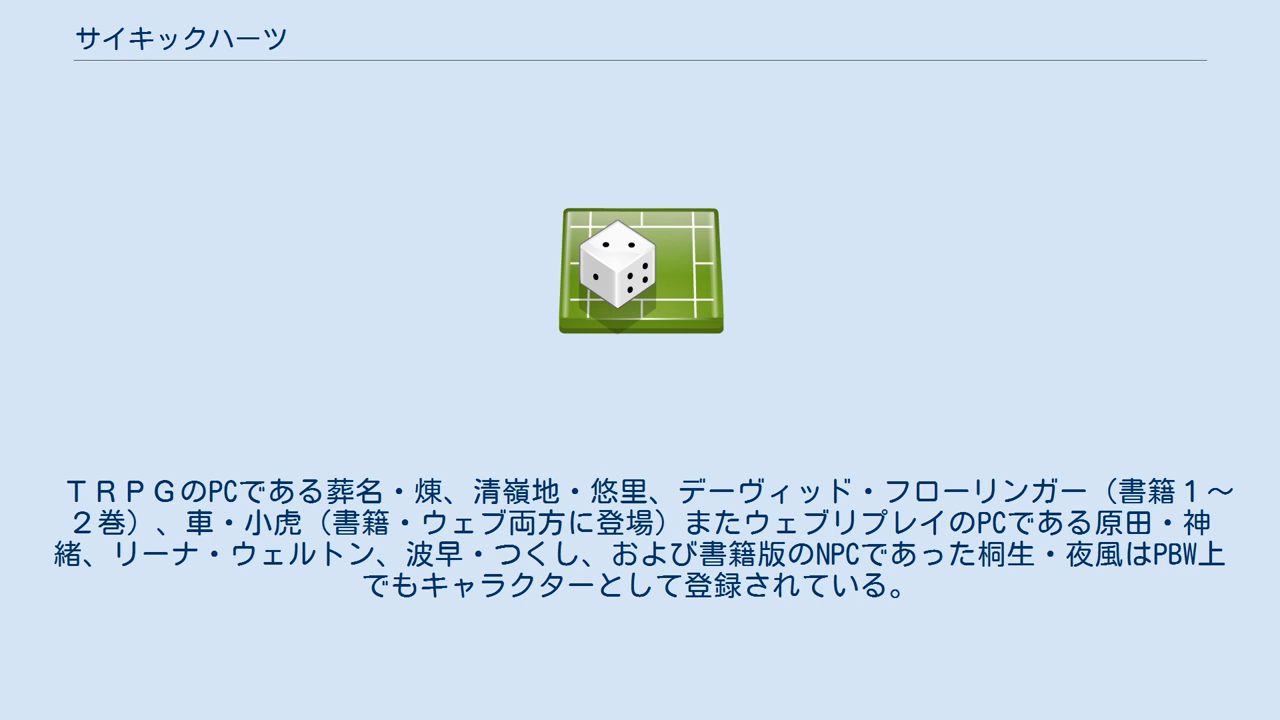 サイキックハーツ
ＴＲＰＧのPCである葬名・煉、清嶺地・悠里、デーヴィッド・フローリンガー（書籍１～
２巻）、車・小虎（書籍・ウェブ両方に登場）またウェブリプレイのPCである原田・神
緒、リーナ・ウェルトン、波早・つくし、および書籍版のNPCであった桐生・夜風はPBW上
でもキャラクターとして登録されている。